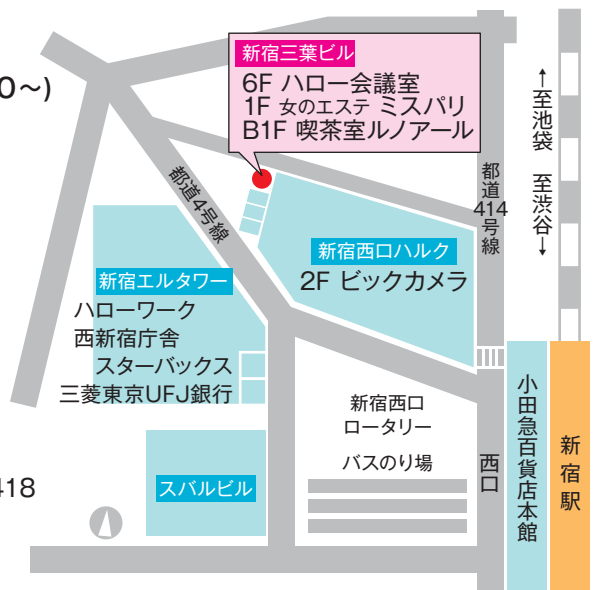 0～)
新宿三葉ビル
6F ハロー会議室
1F 女のエステ ミスパリ
B1F 喫茶室ルノアール
←至池袋 至渋谷→
都道414号線
都道4号線
新宿西口ハルク
2F ビックカメラ
新宿エルタワー
ハローワーク
西新宿庁舎
スターバックス
三菱東京UFJ銀行
新宿西口
ロータリー
バスのり場
西口
小田急百貨店本館
新宿駅
スバルビル
418